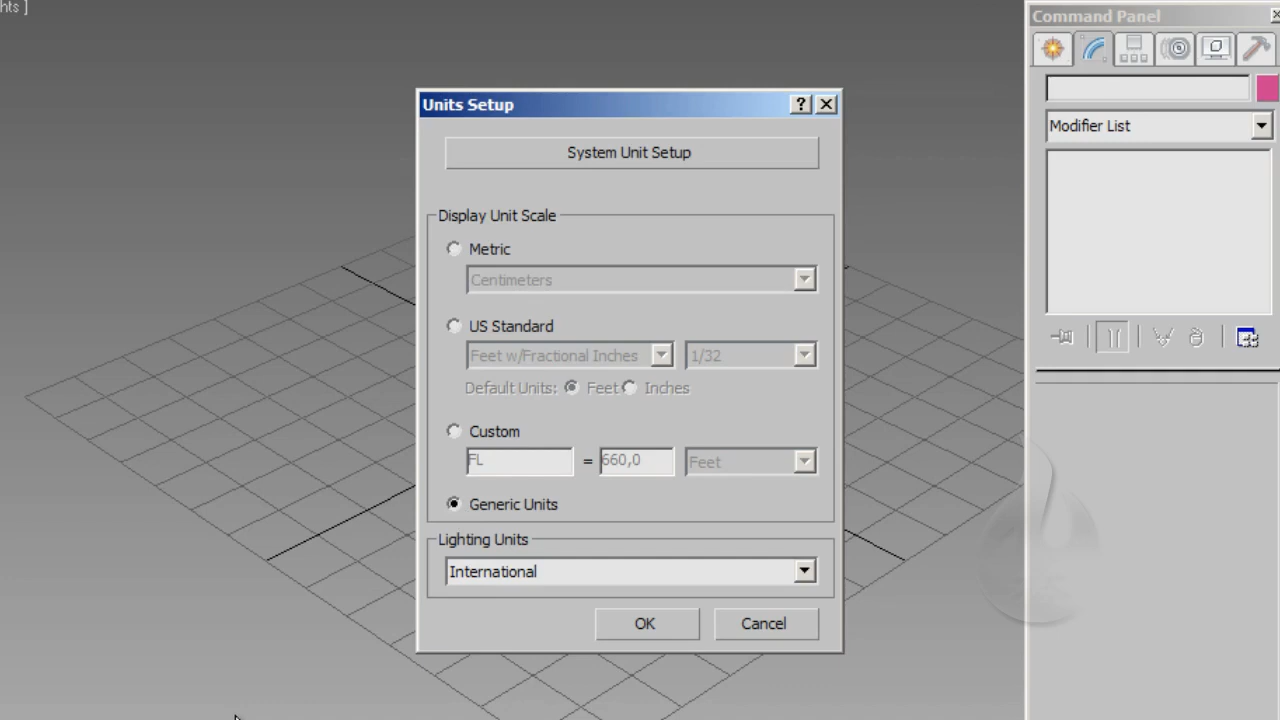 hts ]
Command Panel
Modifier List
Units Setup
System Unit Setup
Display Unit Scale
Metric
Centimeters
US Standard
Feet w/Fractional Inches 1/32
Default Units: Feet Inches
Custom
FL = 660,0 Feet
Generic Units
Lighting Units
International
OK Cancel